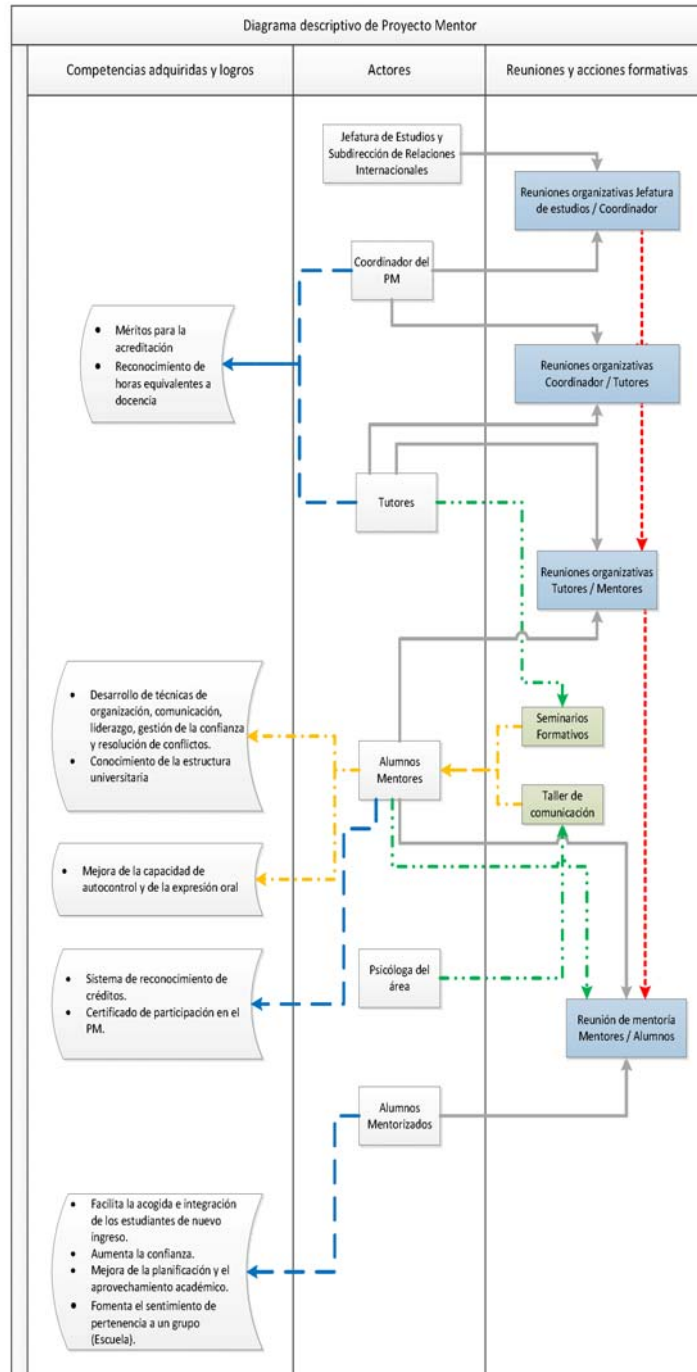 Diagrama descriptivo de Proyecto Mentor
Competencias adquiridas y logros
Actores
Reuniones y acciones formativas
Jefatura de Estudios y
Subdirección de Relaciones
Internacionales
Reuniones organizativas Jefatura
de estudios / Coordinador
Coordinador del
PM
• Méritos para la
acreditación
• Reconocimiento de
horas equivalentes a
docencia
Reuniones organizativas
Coordinador / Tutores
Tutores
Reuniones organizativas
Tutores / Mentores
• Desarrollo de técnicas de
organización, comunicación,
liderazgo, gestión de la confianza
y resolución de conflictos.
• Conocimiento de la estructura
universitaria
Seminarios
Formativos
Alumnos
Mentores
Taller de
comunicación
• Mejora de la capacidad de
autocontrol y de la expresión oral
• Sistema de reconocimiento de
créditos.
• Certificado de participación en el
PM.
Psicóloga del
área
Reunión de mentoría
Mentores / Alumnos
Alumnos
Mentorizados
• Facilita la acogida e integración
de los estudiantes de nuevo
ingreso.
• Aumenta la confianza.
• Mejora de la planificación y el
aprovechamiento académico.
• Fomenta el sentimiento de
pertenencia a un grupo
(Escuela).